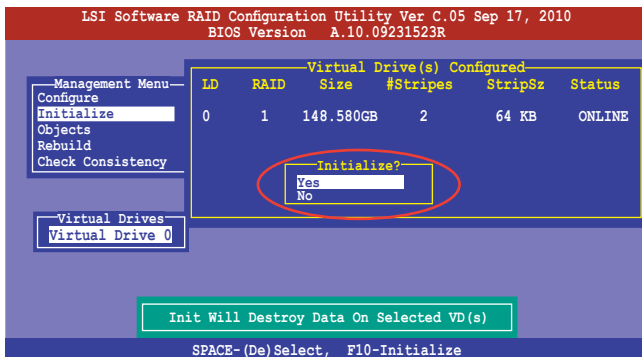 LSI Software RAID Configuration Utility Ver C.05 Sep 17, 2010
BIOS Version A.10.09231523R
Virtual Drive(s) Configured
LD RAID Size #Stripes StripSz Status
0 1 148.580GB 2 64 KB ONLINE
Management Menu
Configure
Initialize
Objects
Rebuild
Check Consistency
Initialize?
Yes
No
Virtual Drives
Virtual Drive 0
Init Will Destroy Data On Selected VD(s)
SPACE-(De)Select, F10-Initialize